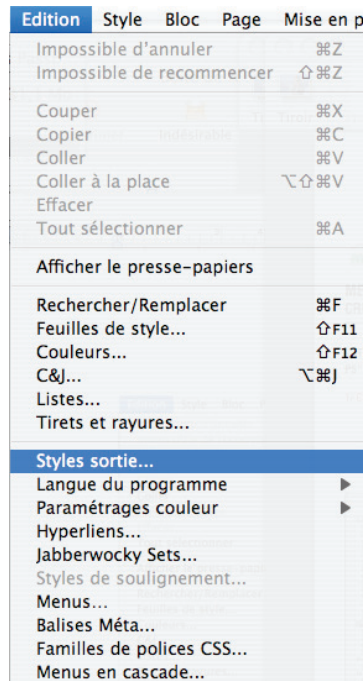 Edition Style Bloc Page Mise en p
Impossible d'annuler ⌘Z
Impossible de recommencer ⇧⌘Z
Couper ⌘X
Copier ⌘C
Coller ⌘V
Coller à la place ⌥⇧⌘V
Effacer
Tout sélectionner ⌘A
Afficher le presse-papiers
Rechercher/Remplacer ⌘F
Feuilles de style... ⇧F11
Couleurs... ⇧F12
C&J... ⌥⌘J
Listes...
Tirets et rayures...
Styles sortie...
Langue du programme ▶
Paramétrages couleur ▶
Hyperliens...
Jabberwocky Sets...
Styles de soulignement...
Menus...
Balises Méta...
Familles de polices CSS...
Menus en cascade...